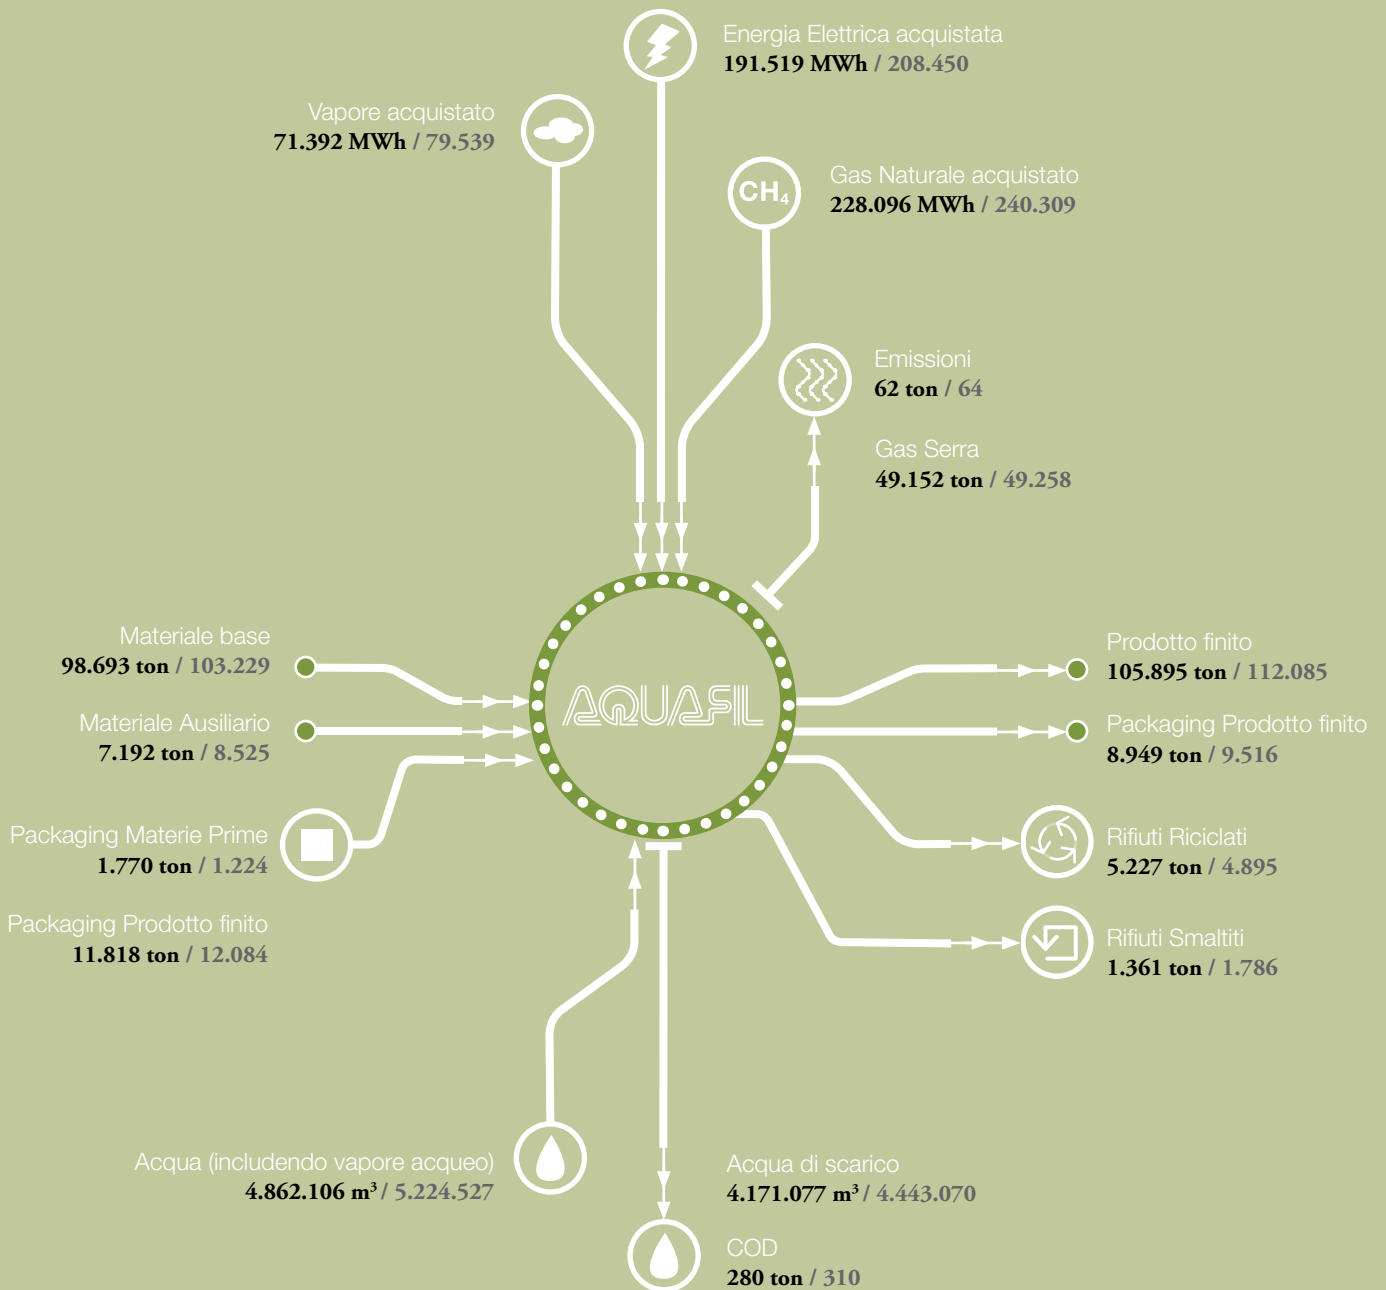 Energia Elettrica acquistata
191.519 MWh / 208.450
Vapore acquistato
71.392 MWh / 79.539
CH₄
Gas Naturale acquistato
228.096 MWh / 240.309
Emissioni
62 ton / 64
Gas Serra
49.152 ton / 49.258
Materiale base
98.693 ton / 103.229
Materiale Ausiliario
7.192 ton / 8.525
Packaging Materie Prime
1.770 ton / 1.224
Packaging Prodotto finito
11.818 ton / 12.084
AQUAFIL
Prodotto finito
105.895 ton / 112.085
Packaging Prodotto finito
8.949 ton / 9.516
Rifiuti Riciclati
5.227 ton / 4.895
Rifiuti Smaltiti
1.361 ton / 1.786
Acqua (includendo vapore acqueo)
4.862.106 m³ / 5.224.527
Acqua di scarico
4.171.077 m³ / 4.443.070
COD
280 ton / 310